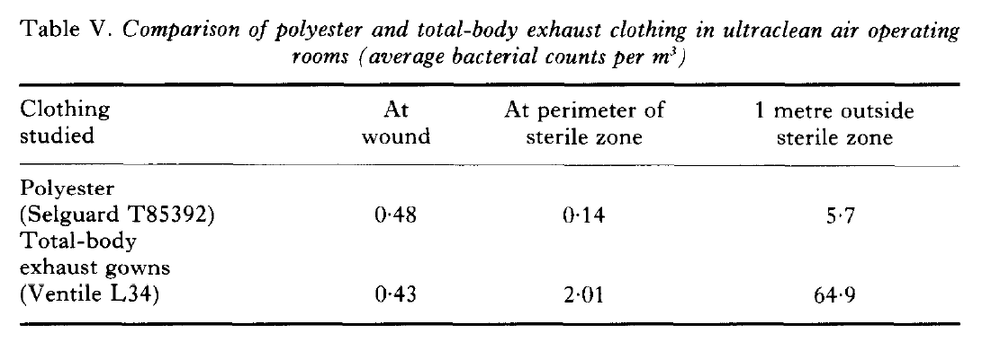 Table V. Comparison of polyester and total-body exhaust clothing in ultraclean air operating
rooms (average bacterial counts per m³)
Clothing studied At wound At perimeter of sterile zone 1 metre outside sterile zone
Polyester
(Selguard T85392) 0·48 0·14 5·7
Total-body
exhaust gowns
(Ventile L34) 0·43 2·01 64·9